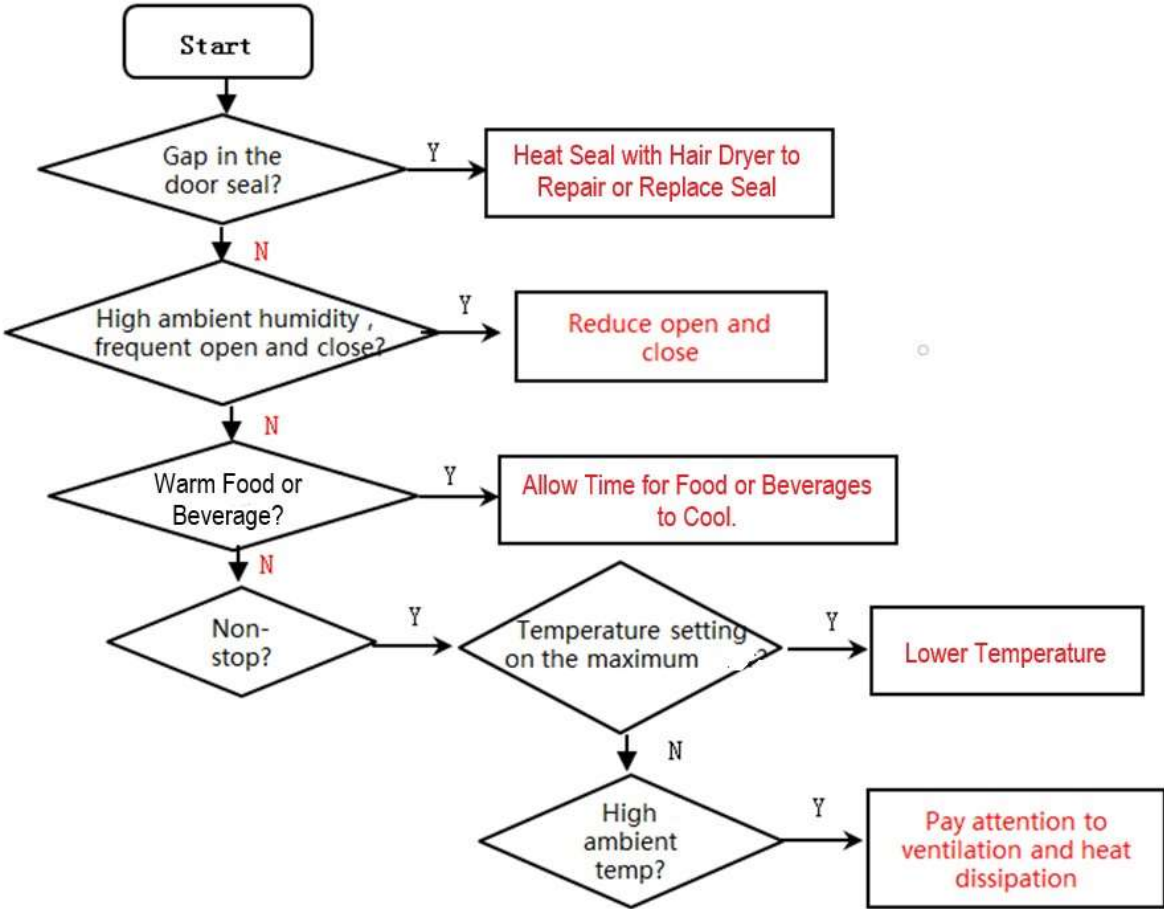 Start
Gap in the
door seal?
Y
Heat Seal with Hair Dryer to
Repair or Replace Seal
N
High ambient humidity ,
frequent open and close?
Y
Reduce open and
close
N
Warm Food or
Beverage?
Y
Allow Time for Food or Beverages
to Cool.
N
Non-
stop?
Y
Temperature setting
on the maximum ?
Y
Lower Temperature
N
High
ambient
temp?
Y
Pay attention to
ventilation and heat
dissipation